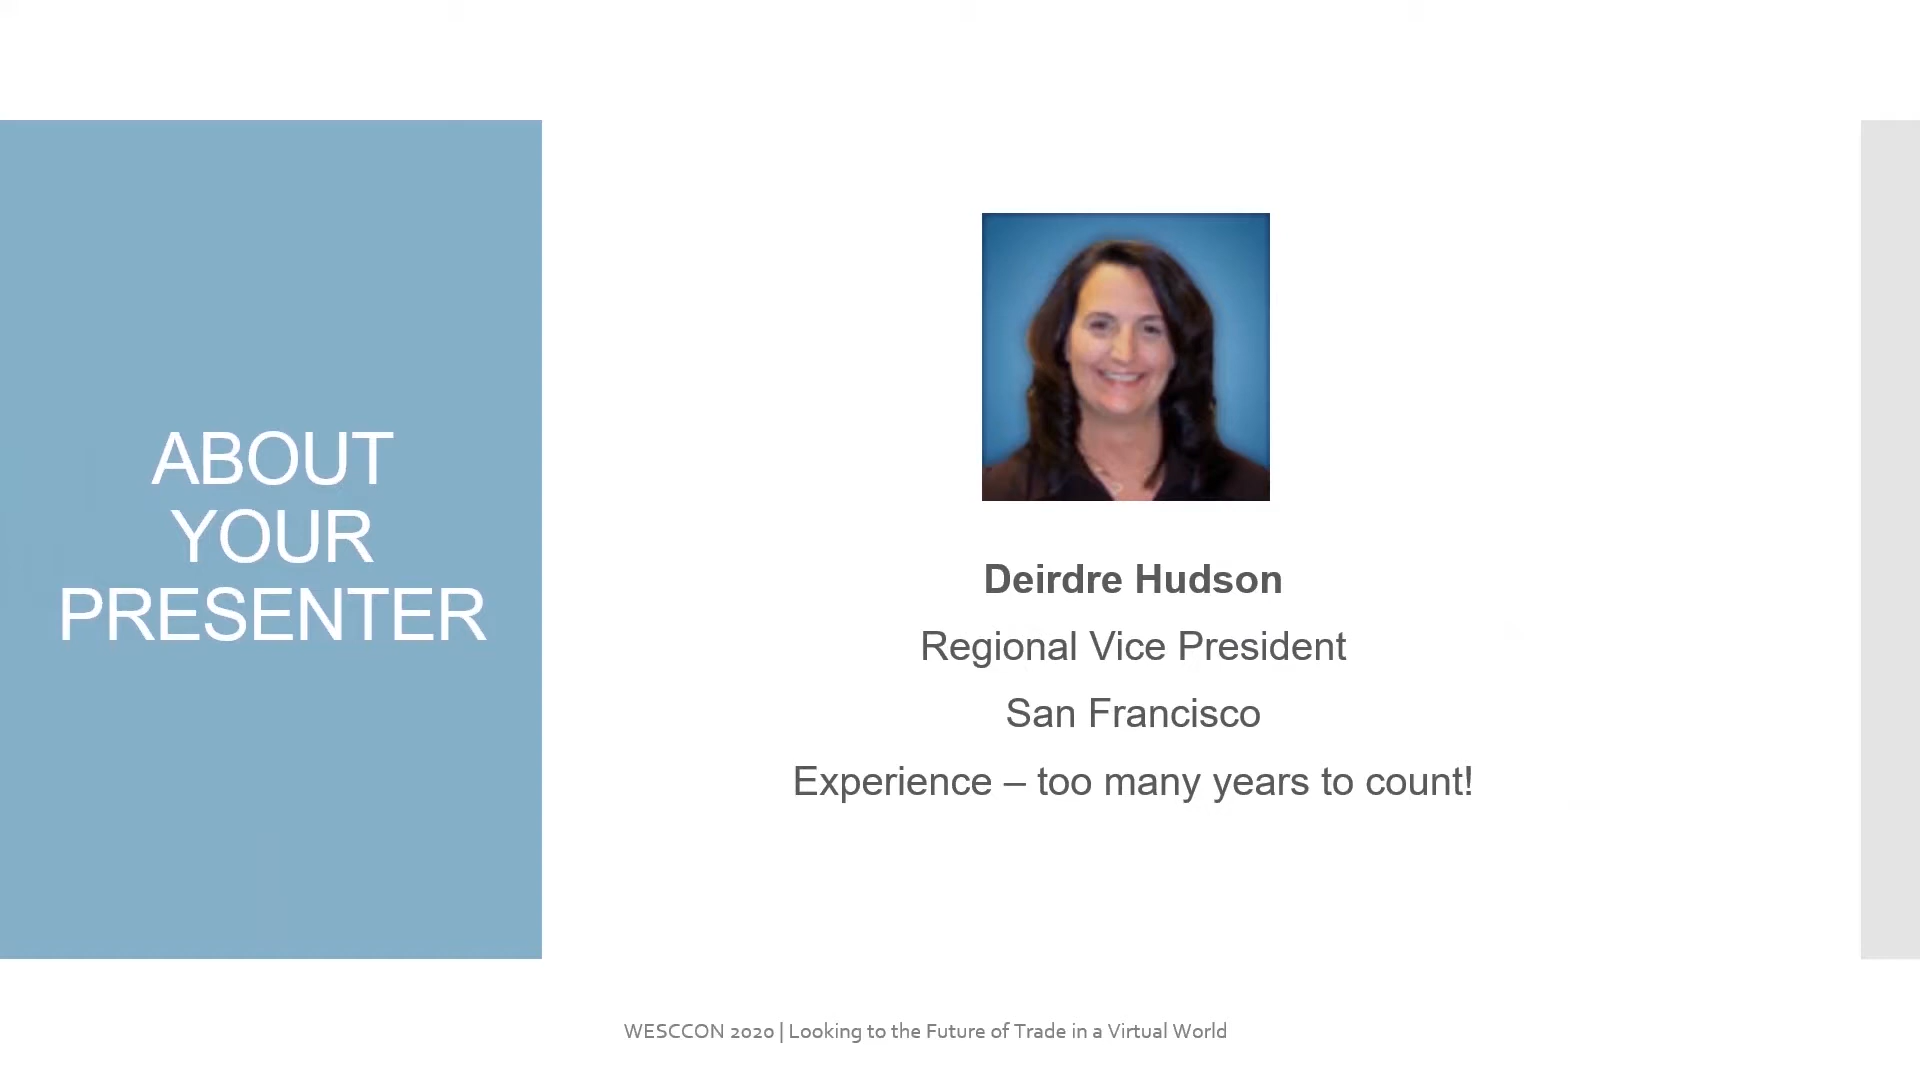 ABOUT
YOUR
PRESENTER
Deirdre Hudson
Regional Vice President
San Francisco
Experience – too many years to count!
WESCCON 2020 | Looking to the Future of Trade in a Virtual World